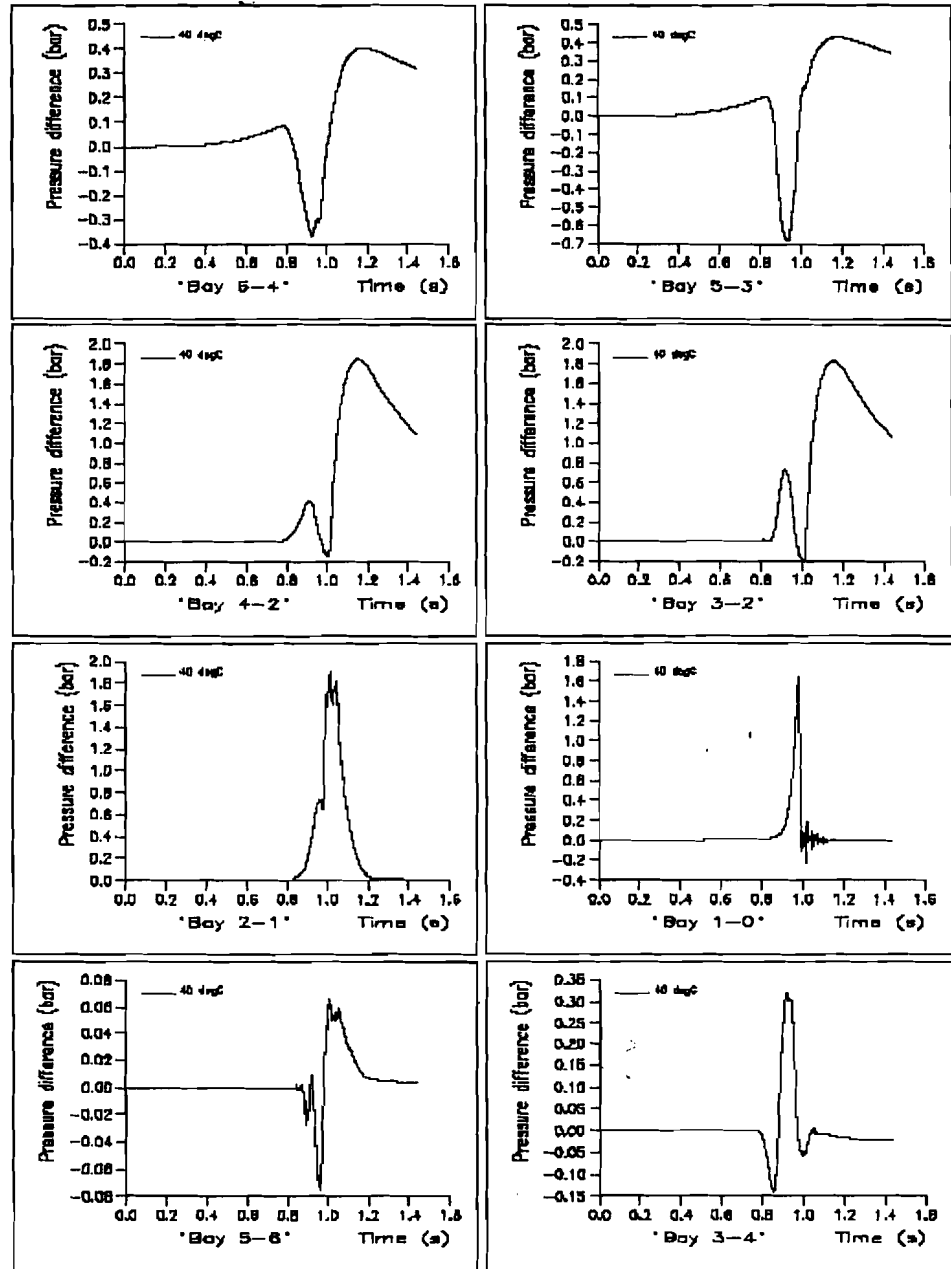 Pressure difference (bar)
40 degC
0.5
0.4
0.3
0.2
0.1
0.0
-0.1
-0.2
-0.3
-0.4
0.0 0.2 0.4 0.6 0.8 1.0 1.2 1.4 1.6
"Bay 6-4" Time (s)
Pressure difference (bar)
40 degC
0.5
0.4
0.3
0.2
0.1
0.0
-0.1
-0.2
-0.3
-0.4
-0.5
-0.6
-0.7
0.0 0.2 0.4 0.6 0.8 1.0 1.2 1.4 1.6
"Bay 5-3" Time (s)
Pressure difference (bar)
40 degC
2.0
1.8
1.6
1.4
1.2
1.0
0.8
0.6
0.4
0.2
0.0
-0.2
0.0 0.2 0.4 0.6 0.8 1.0 1.2 1.4 1.6
"Bay 4-2" Time (s)
Pressure difference (bar)
40 degC
2.0
1.8
1.6
1.4
1.2
1.0
0.8
0.6
0.4
0.2
0.0
-0.2
0.0 0.2 0.4 0.6 0.8 1.0 1.2 1.4 1.6
"Bay 3-2" Time (s)
Pressure difference (bar)
40 degC
2.0
1.8
1.6
1.4
1.2
1.0
0.8
0.6
0.4
0.2
0.0
0.0 0.2 0.4 0.6 0.8 1.0 1.2 1.4 1.6
"Bay 2-1" Time (s)
Pressure difference (bar)
40 degC
1.8
1.6
1.4
1.2
1.0
0.8
0.6
0.4
0.2
0.0
-0.2
-0.4
0.0 0.2 0.4 0.6 0.8 1.0 1.2 1.4 1.6
"Bay 1-0" Time (s)
Pressure difference (bar)
40 degC
0.08
0.06
0.04
0.02
0.00
-0.02
-0.04
-0.06
-0.08
0.0 0.2 0.4 0.6 0.8 1.0 1.2 1.4 1.6
"Bay 5-6" Time (s)
Pressure difference (bar)
40 degC
0.35
0.30
0.25
0.20
0.15
0.10
0.05
0.00
-0.05
-0.10
-0.15
0.0 0.2 0.4 0.6 0.8 1.0 1.2 1.4 1.6
"Bay 3-4" Time (s)